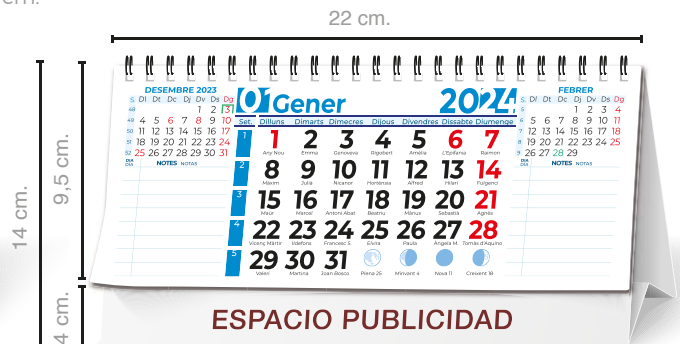 cm.
22 cm.
14 cm.
9,5 cm.
4 cm.
DESEMBRE 2023
S. Dl Dt Dc Dj Dv Ds Dg
48 1 2 3
49 4 5 6 7 8 9 10
50 11 12 13 14 15 16 17
51 18 19 20 21 22 23 24
52 25 26 27 28 29 30 31
DIA NOTES NOTAS
01 Gener 2024
Set. Dilluns Dimarts Dimecres Dijous Divendres Dissabte Diumenge
1 1 2 3 4 5 6 7
Any Nou Emma Genoveva Rigobert Amèlia L'Epifania Ramon
2 8 9 10 11 12 13 14
Màxim Julià Nicanor Hortensia Alfred Hilari Fulgenci
3 15 16 17 18 19 20 21
Maur Marcel Antoni Abat Beatriu Màrius Sebastià Agnès
4 22 23 24 25 26 27 28
Vicenç Màrtir Ildefons Francesc S. Elvira Paula Àngela M. Tomàs d'Aquino
5 29 30 31
Valeri Martina Joan Bosco Plena 25 Minvant 4 Nova 11 Creixent 18
FEBRER
S. Dl Dt Dc Dj Dv Ds Dg
5 1 2 3 4
6 5 6 7 8 9 10 11
7 12 13 14 15 16 17 18
8 19 20 21 22 23 24 25
9 26 27 28 29
DIA NOTES NOTAS
ESPACIO PUBLICIDAD